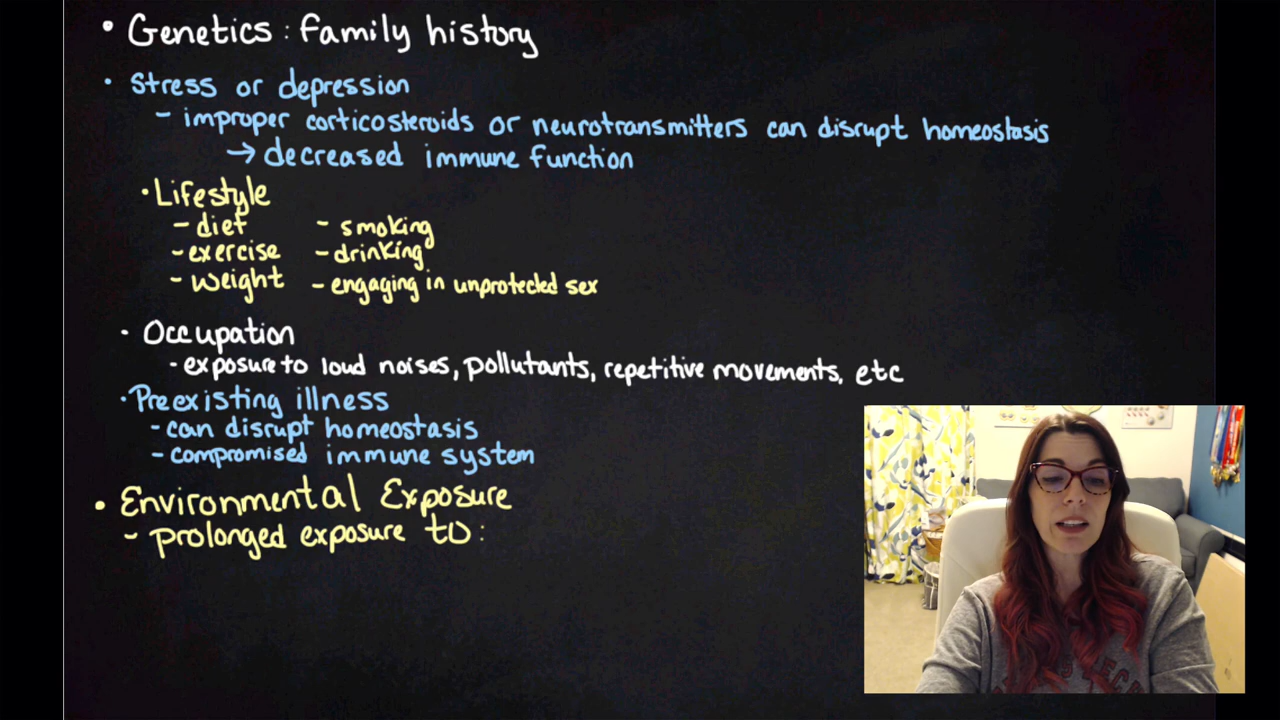 • Genetics: family history
• Stress or depression
- improper corticosteroids or neurotransmitters can disrupt homeostasis
→ decreased immune function
• Lifestyle
- diet - smoking
- exercise - drinking
- weight - engaging in unprotected sex
• Occupation
- exposure to loud noises, pollutants, repetitive movements, etc
• Preexisting illness
- can disrupt homeostasis
- compromised immune system
• Environmental Exposure
- prolonged exposure to: